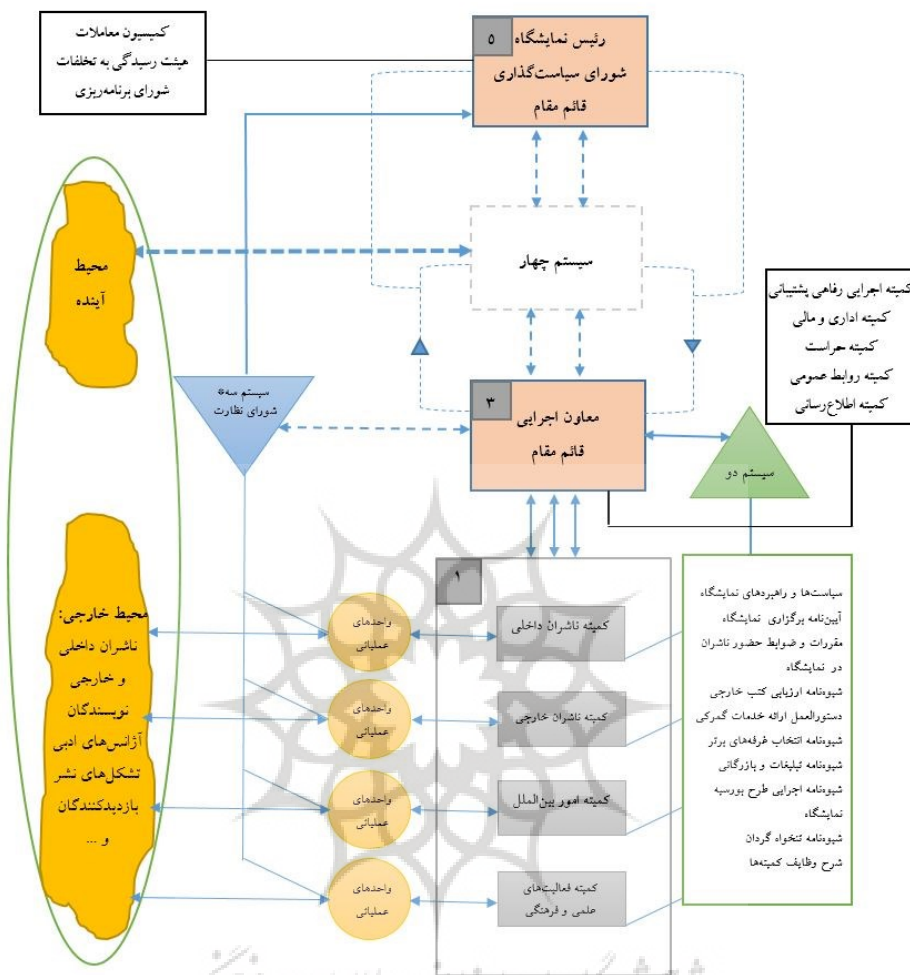 کمیسیون معاملات
هیئت رسیدگی به تخلفات
شورای برنامه‌ریزی
۵
رئیس نمایشگاه
شورای سیاست‌گذاری
قائم مقام
سیستم چهار
محیط
آینده
کمیته اجرایی رفاهی پشتیبانی
کمیته اداری و مالی
کمیته حراست
کمیته روابط عمومی
کمیته اطلاع‌رسانی
سیستم سه*
شورای نظارت
۳
معاون اجرایی
قائم مقام
سیستم دو
۱
کمیته ناشران داخلی
کمیته ناشران خارجی
کمیته امور بین‌الملل
کمیته فعالیت‌های
علمی و فرهنگی
واحدهای
عملیاتی
واحدهای
عملیاتی
واحدهای
عملیاتی
واحدهای
عملیاتی
محیط خارجی:
ناشران داخلی
و خارجی
نویسندگان
آژانس‌های ادبی
تشکل‌های نشر
بازدیدکنندگان
و ...
سیاست‌ها و راهبردهای نمایشگاه
آیین‌نامه برگزاری نمایشگاه
مقررات و ضوابط حضور ناشران
در نمایشگاه
شیوه‌نامه ارزیابی کتب خارجی
دستورالعمل ارائه خدمات گمرکی
شیوه‌نامه انتخاب غرفه‌های برتر
شیوه‌نامه تبلیغات و بازرگانی
شیوه‌نامه اجرایی طرح بورسیه
نمایشگاه
شیوه‌نامه تنخواه گردان
شرح وظایف کمیته‌ها